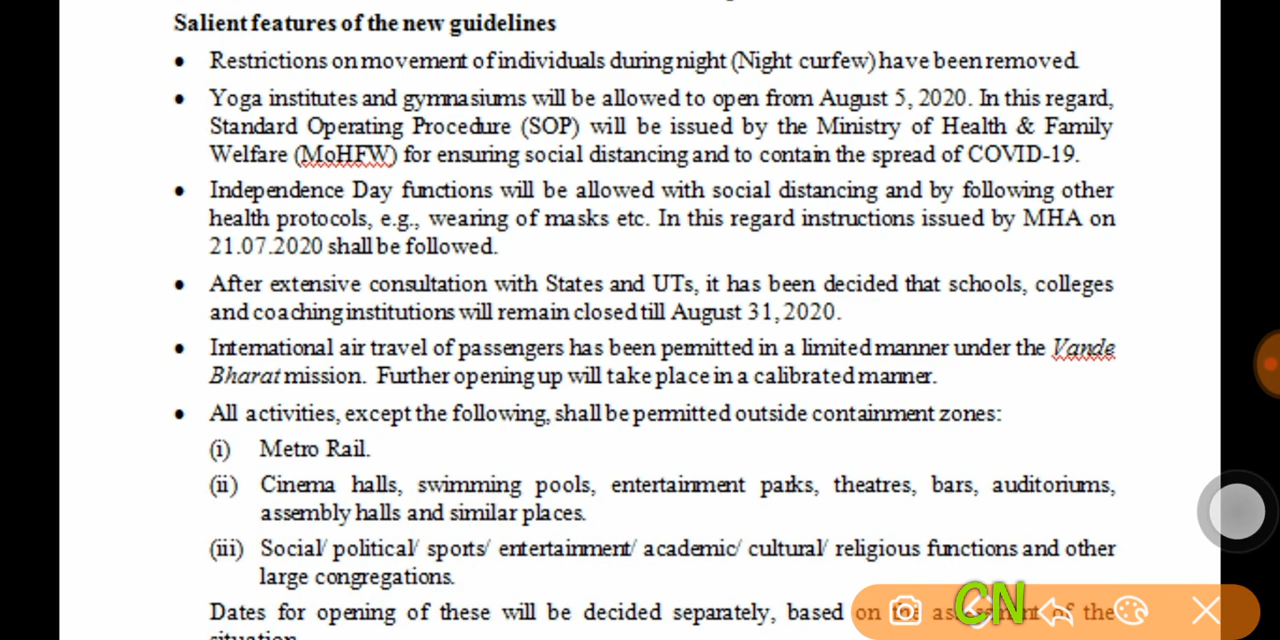 Salient features of the new guidelines
• Restrictions on movement of individuals during night (Night curfew) have been removed.
• Yoga institutes and gymnasiums will be allowed to open from August 5, 2020. In this regard,
Standard Operating Procedure (SOP) will be issued by the Ministry of Health & Family
Welfare (MoHFW) for ensuring social distancing and to contain the spread of COVID-19.
• Independence Day functions will be allowed with social distancing and by following other
health protocols, e.g., wearing of masks etc. In this regard instructions issued by MHA on
21.07.2020 shall be followed.
• After extensive consultation with States and UTs, it has been decided that schools, colleges
and coaching institutions will remain closed till August 31, 2020.
• International air travel of passengers has been permitted in a limited manner under the Vande
Bharat mission. Further opening up will take place in a calibrated manner.
• All activities, except the following, shall be permitted outside containment zones:
(i) Metro Rail.
(ii) Cinema halls, swimming pools, entertainment parks, theatres, bars, auditoriums,
assembly halls and similar places.
(iii) Social/ political/ sports/ entertainment/ academic/ cultural/ religious functions and other
large congregations.
Dates for opening of these will be decided separately, based on the of the
CN